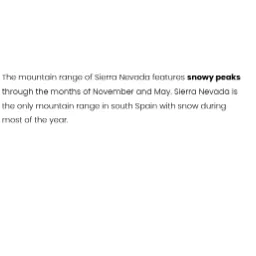 The mountain range of Sierra Nevada features snowy peaks
through the months of November and May. Sierra Nevada is
the only mountain range in south Spain with snow during
most of the year.